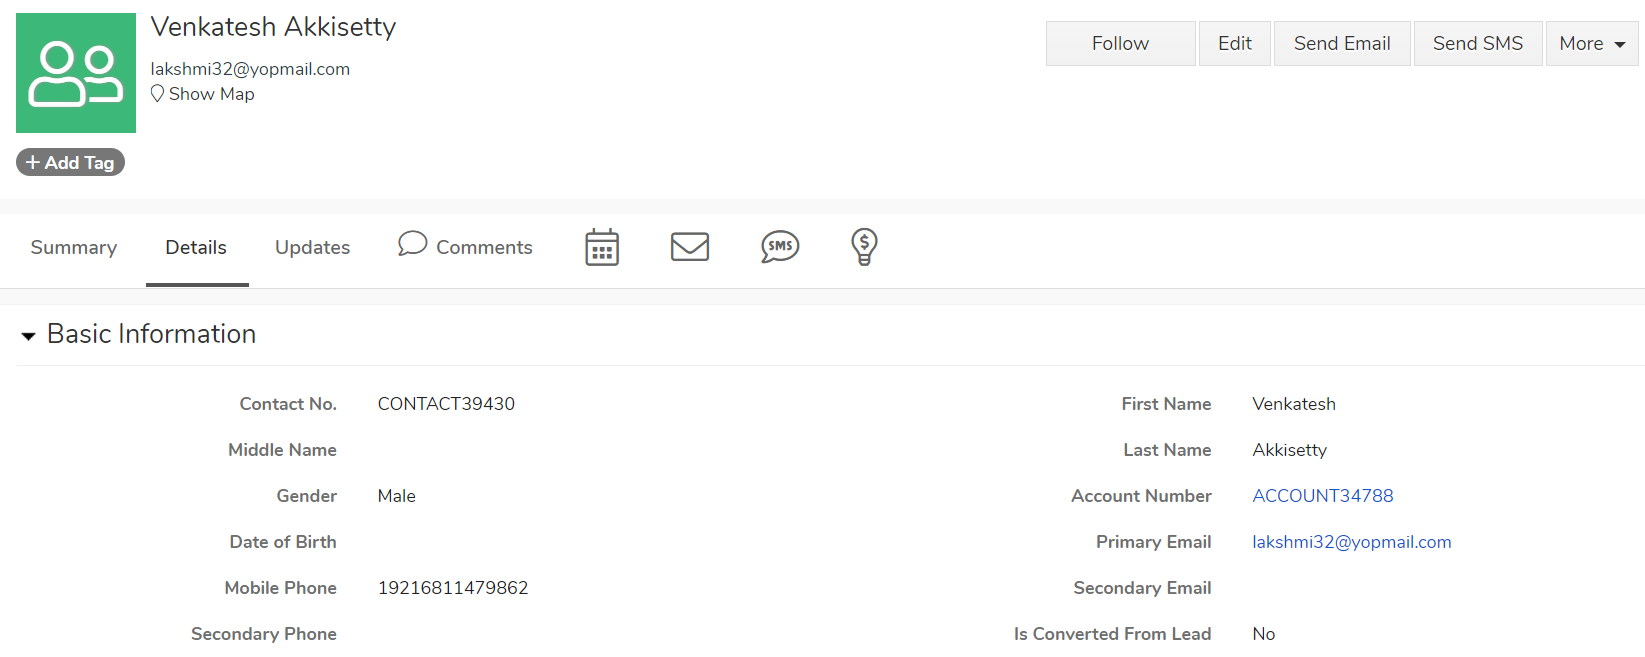 Venkatesh Akkisetty
lakshmi32@yopmail.com
Show Map
+ Add Tag
Follow
Edit
Send Email
Send SMS
More
Summary
Details
Updates
Comments
SMS
$
Basic Information
Contact No. CONTACT39430
First Name Venkatesh
Middle Name
Last Name Akkisetty
Gender Male
Account Number ACCOUNT34788
Date of Birth
Primary Email lakshmi32@yopmail.com
Mobile Phone 19216811479862
Secondary Email
Secondary Phone
Is Converted From Lead No